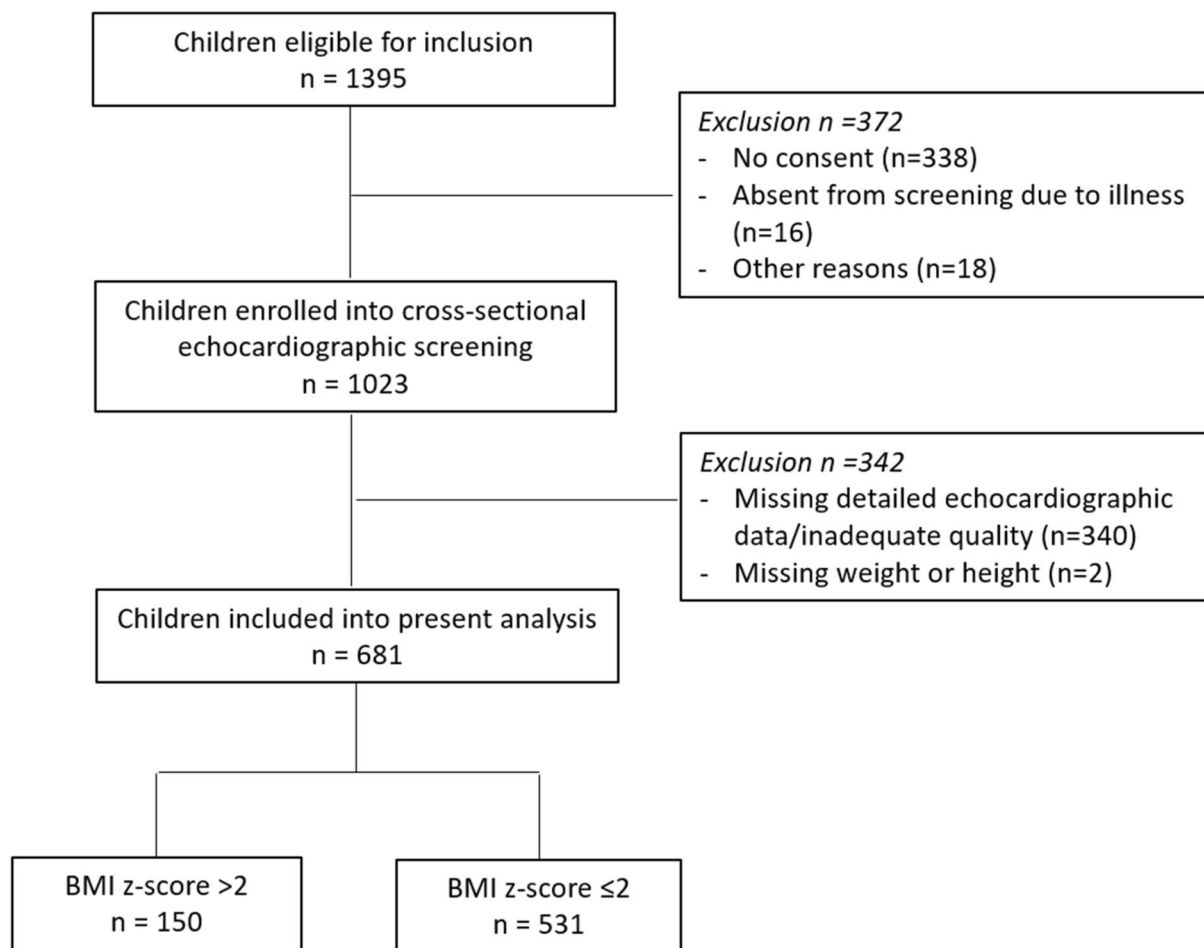 Children eligible for inclusion
n = 1395
Exclusion n =372
- No consent (n=338)
- Absent from screening due to illness
(n=16)
- Other reasons (n=18)
Children enrolled into cross-sectional
echocardiographic screening
n = 1023
Exclusion n =342
- Missing detailed echocardiographic
data/inadequate quality (n=340)
- Missing weight or height (n=2)
Children included into present analysis
n = 681
BMI z-score >2
n = 150
BMI z-score ≤2
n = 531